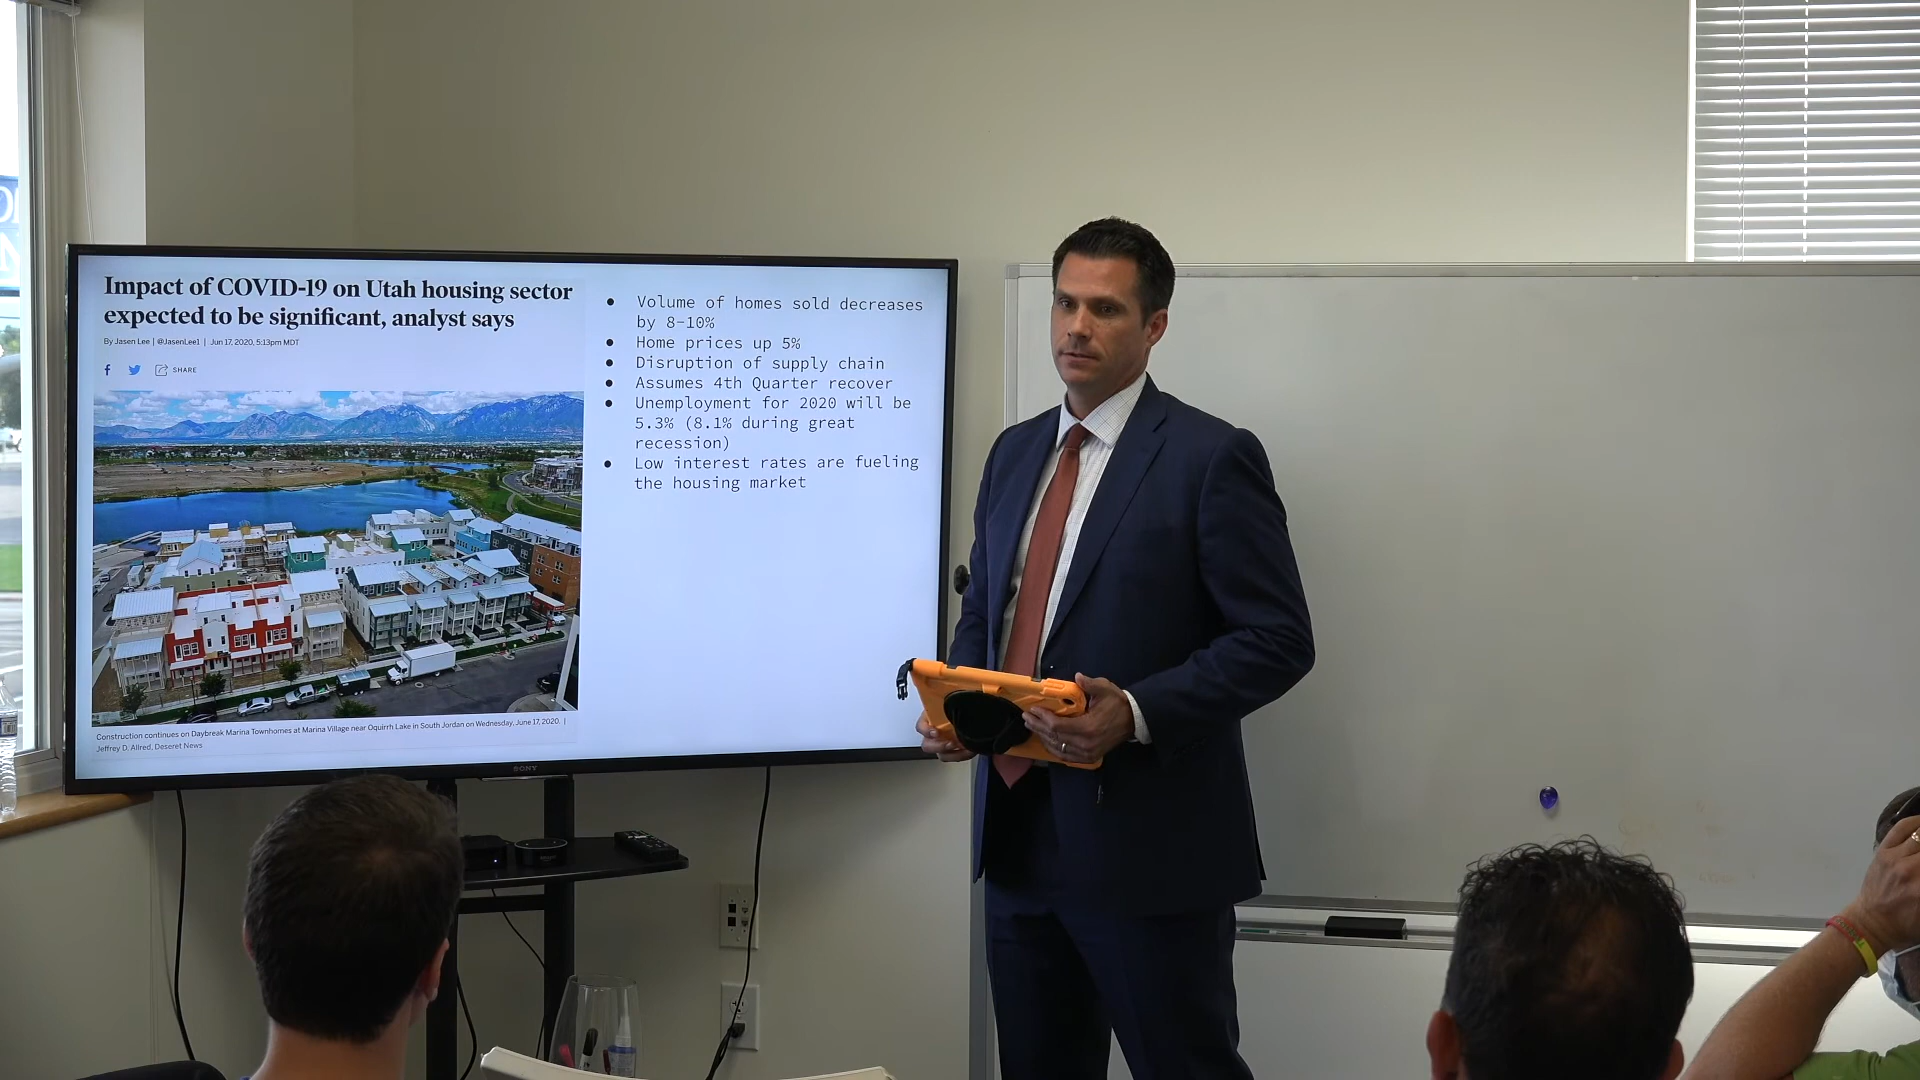 Impact of COVID-19 on Utah housing sector
expected to be significant, analyst says
By Jasen Lee | @JasenLee1 | Jun 17, 2020, 5:13pm MDT
SHARE
Construction continues on Daybreak Marina Townhomes at Marina Village near Oquirrh Lake in South Jordan on Wednesday, June 17, 2020. |
Jeffrey D. Allred, Deseret News
● Volume of homes sold decreases
by 8-10%
● Home prices up 5%
● Disruption of supply chain
● Assumes 4th Quarter recover
● Unemployment for 2020 will be
5.3% (8.1% during great
recession)
● Low interest rates are fueling
the housing market
SONY